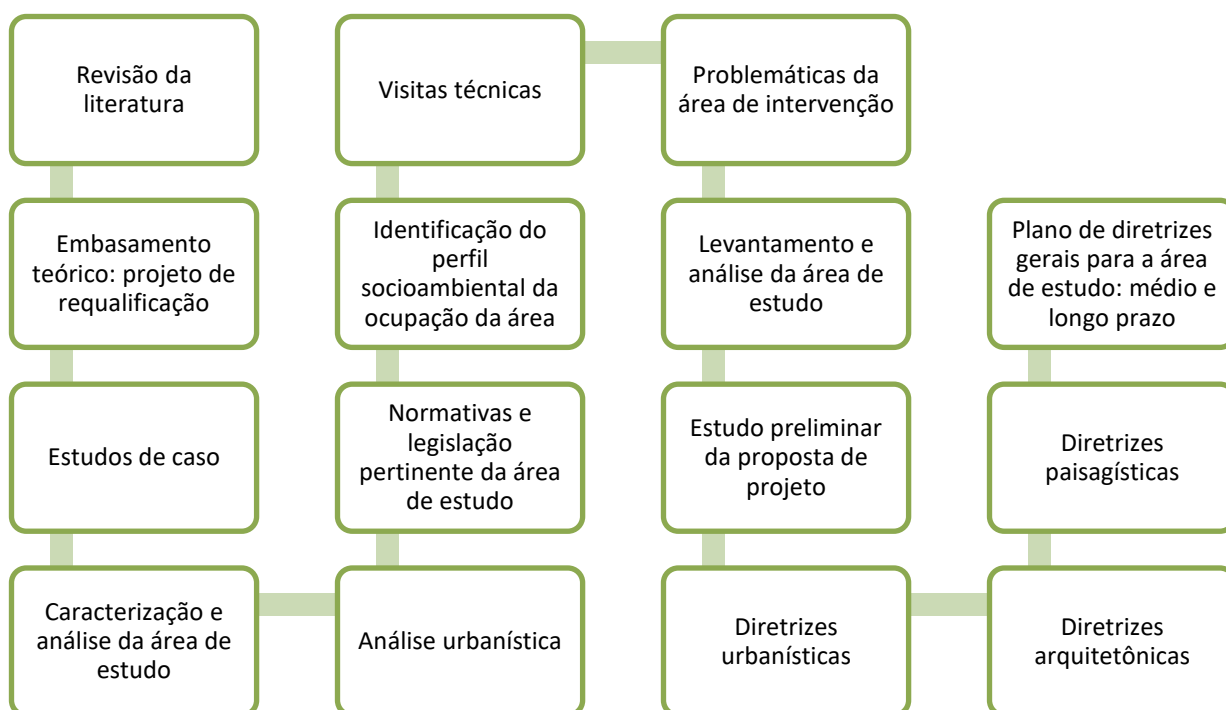 Revisão da
literatura
Embasamento
teórico: projeto de
requalificação
Estudos de caso
Caracterização e
análise da área de
estudo
Análise urbanística
Normativas e
legislação
pertinente da área
de estudo
Identificação do
perfil
socioambiental da
ocupação da área
Visitas técnicas
Problemáticas da
área de intervenção
Levantamento e
análise da área de
estudo
Estudo preliminar
da proposta de
projeto
Diretrizes
urbanísticas
Diretrizes
arquitetônicas
Diretrizes
paisagísticas
Plano de diretrizes
gerais para a área
de estudo: médio e
longo prazo